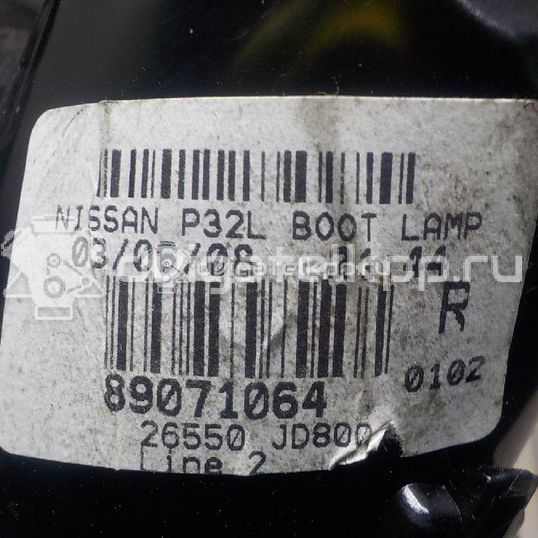 NISSAN P32L BOOT LAMP
R
89071064
0102
26550 JD800
Line 2